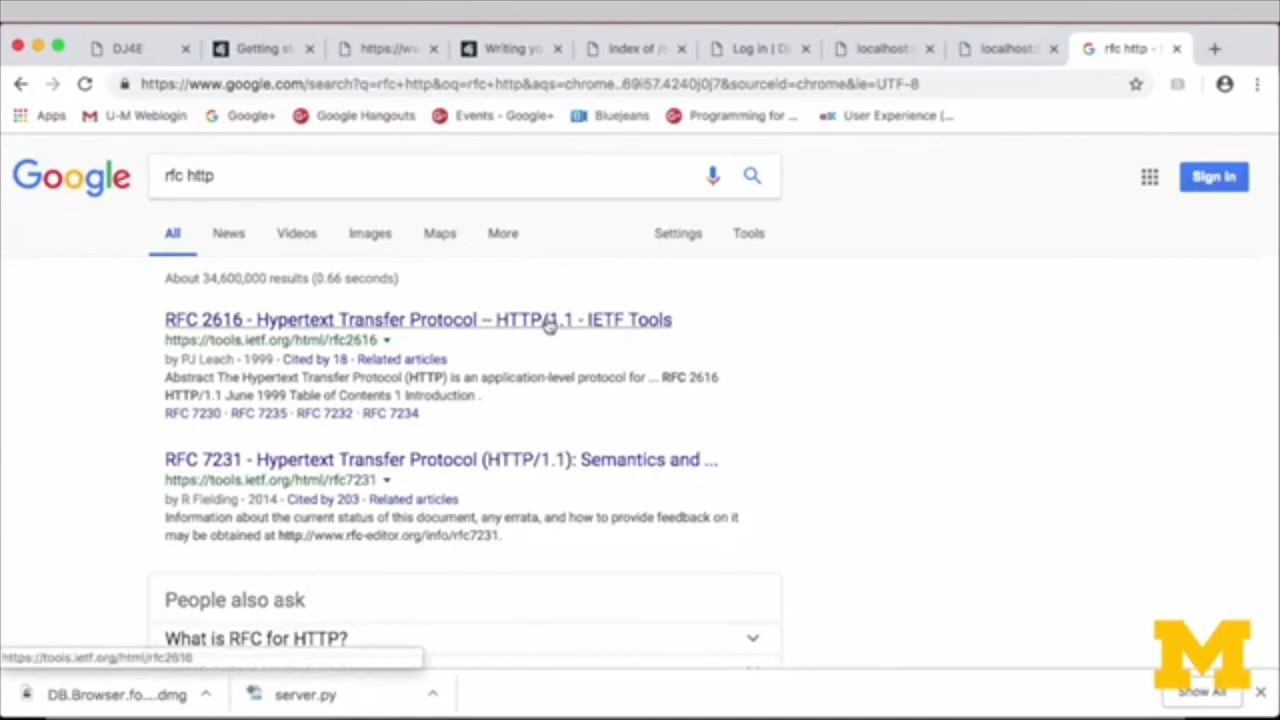 DJ4E
Getting st
https://ww
Writing yo
Index of /
Log in | Dj
localhost:
localhost:
rfc http -
https://www.google.com/search?q=rfc+http&oq=rfc+http&aqs=chrome..69i57.4240j0j7&sourceid=chrome&ie=UTF-8
Apps
U-M Weblogin
Google+
Google Hangouts
Events - Google+
Bluejeans
Programming for ...
User Experience (...
Google
rfc http
Sign in
All
News
Videos
Images
Maps
More
Settings
Tools
About 34,600,000 results (0.66 seconds)
RFC 2616 - Hypertext Transfer Protocol – HTTP/1.1 - IETF Tools
https://tools.ietf.org/html/rfc2616
by PJ Leach - 1999 - Cited by 18 - Related articles
Abstract The Hypertext Transfer Protocol (HTTP) is an application-level protocol for ... RFC 2616
HTTP/1.1 June 1999 Table of Contents 1 Introduction .
RFC 7230 · RFC 7235 · RFC 7232 · RFC 7234
RFC 7231 - Hypertext Transfer Protocol (HTTP/1.1): Semantics and ...
https://tools.ietf.org/html/rfc7231
by R Fielding - 2014 - Cited by 203 - Related articles
Information about the current status of this document, any errata, and how to provide feedback on it
may be obtained at http://www.rfc-editor.org/info/rfc7231.
People also ask
What is RFC for HTTP?
https://tools.ietf.org/html/rfc2616
DB.Browser.fo....dmg
server.py
Show All
M